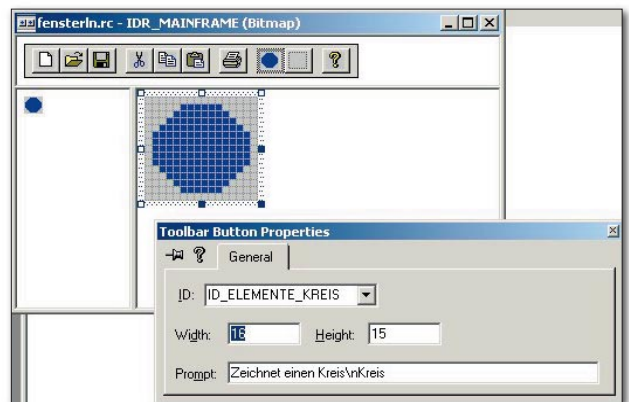 fensterln.rc - IDR_MAINFRAME (Bitmap)
Toolbar Button Properties
General
ID: ID_ELEMENTE_KREIS
Width: 16 Height: 15
Prompt: Zeichnet einen Kreis\nKreis